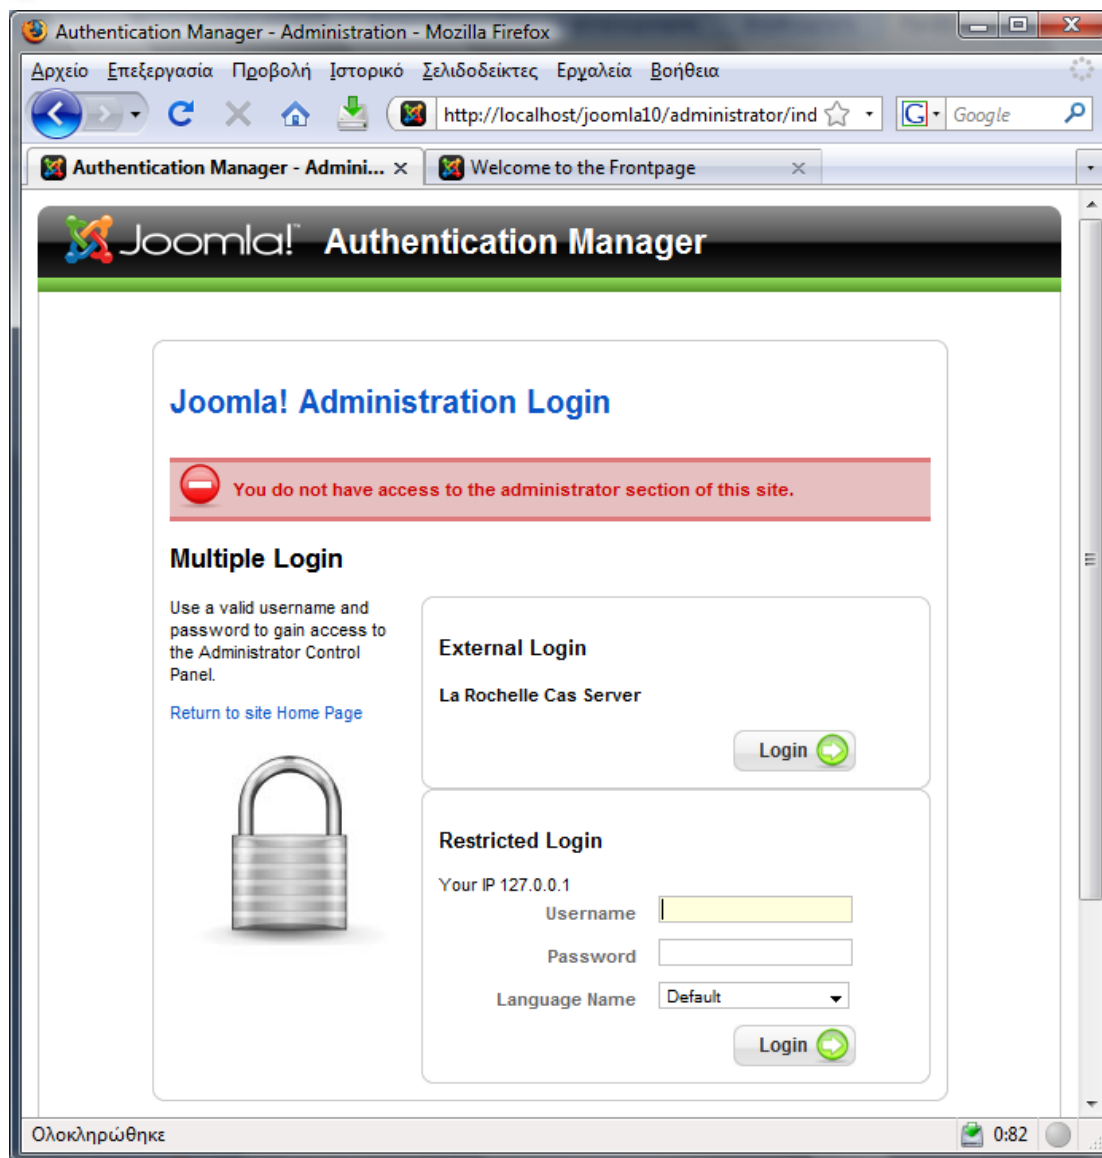 Authentication Manager - Administration - Mozilla Firefox
Αρχείο Επεξεργασία Προβολή Ιστορικό Σελιδοδείκτες Εργαλεία Βοήθεια
http://localhost/joomla10/administrator/ind
G
Google
Authentication Manager - Admini...
Welcome to the Frontpage
Joomla!™ Authentication Manager
Joomla! Administration Login
You do not have access to the administrator section of this site.
Multiple Login
Use a valid username and
password to gain access to
the Administrator Control
Panel.
Return to site Home Page
External Login
La Rochelle Cas Server
Login
Restricted Login
Your IP 127.0.0.1
Username
Password
Language Name Default
Login
Ολοκληρώθηκε 0:82